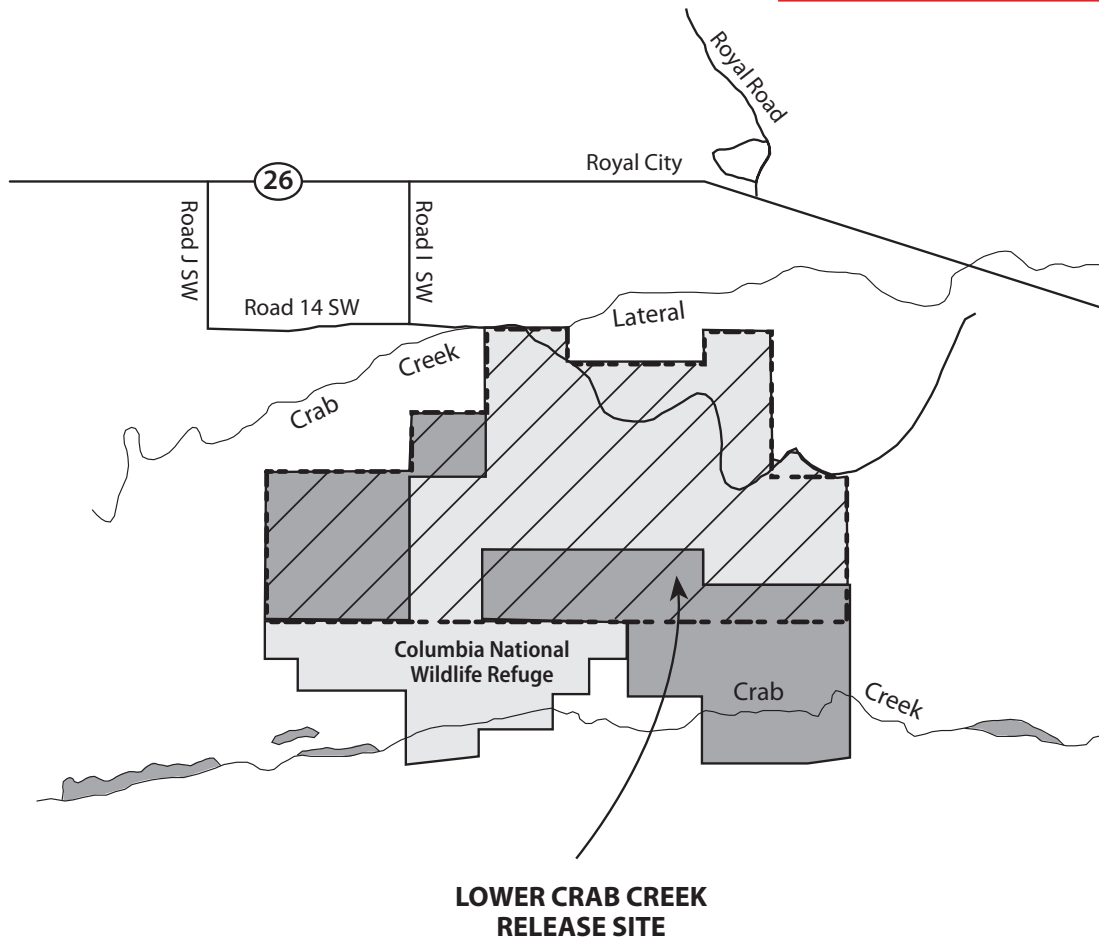 Royal Road
Royal City
26
Road J SW
Road I SW
Road 14 SW
Lateral
Creek
Crab
Columbia National
Wildlife Refuge
Crab
Creek
LOWER CRAB CREEK
RELEASE SITE